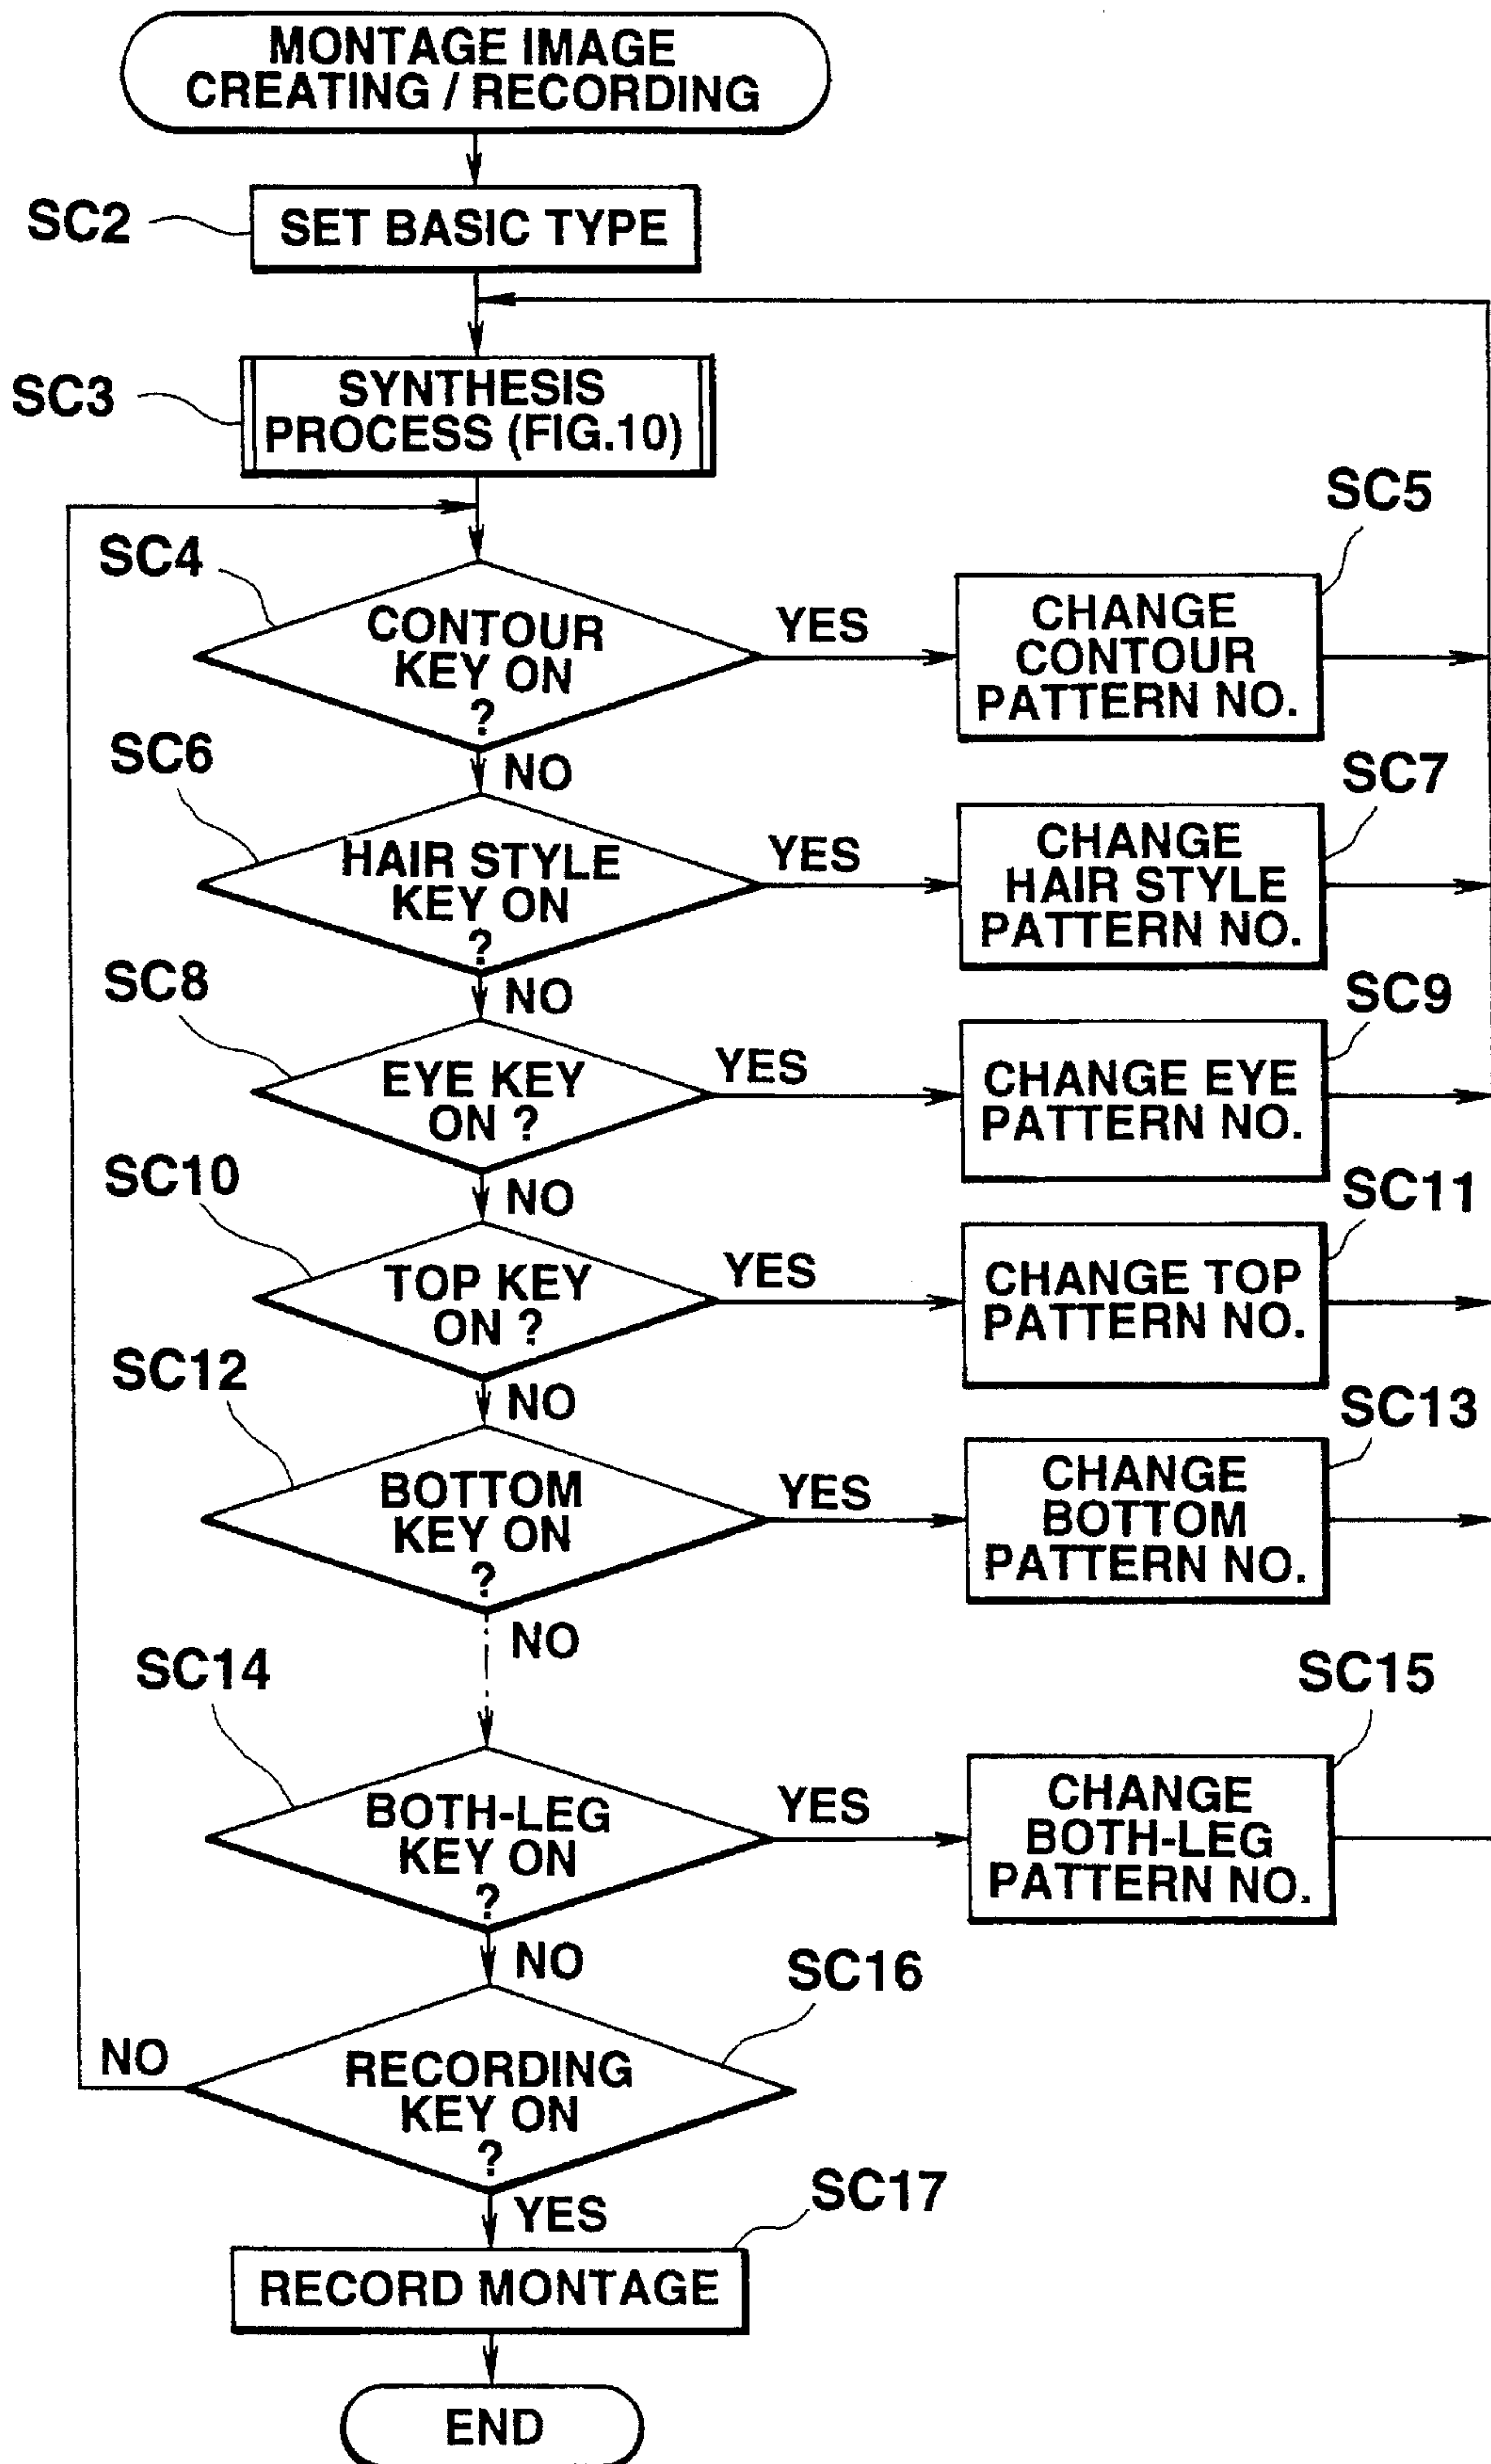 MONTAGE IMAGE
CREATING / RECORDING
SC2
SET BASIC TYPE
SC3
SYNTHESIS
PROCESS (FIG.10)
SC4
CONTOUR
KEY ON
?
YES
SC5
CHANGE
CONTOUR
PATTERN NO.
NO
SC6
HAIR STYLE
KEY ON
?
YES
SC7
CHANGE
HAIR STYLE
PATTERN NO.
NO
SC8
EYE KEY
ON ?
YES
SC9
CHANGE EYE
PATTERN NO.
NO
SC10
TOP KEY
ON ?
YES
SC11
CHANGE TOP
PATTERN NO.
NO
SC12
BOTTOM
KEY ON
?
YES
SC13
CHANGE
BOTTOM
PATTERN NO.
NO
SC14
BOTH-LEG
KEY ON
?
YES
SC15
CHANGE
BOTH-LEG
PATTERN NO.
NO
SC16
RECORDING
KEY ON
?
NO
YES
SC17
RECORD MONTAGE
END